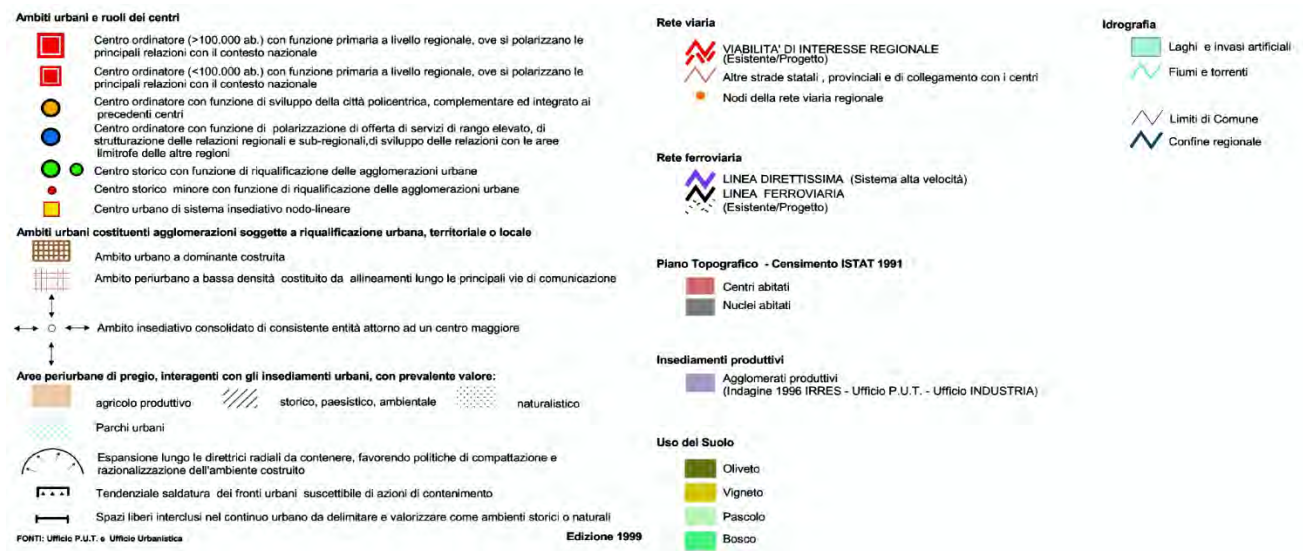 Ambiti urbani e ruoli dei centri
Centro ordinatore (>100.000 ab.) con funzione primaria a livello regionale, ove si polarizzano le
principali relazioni con il contesto nazionale
Centro ordinatore (<100.000 ab.) con funzione primaria a livello regionale, ove si polarizzano le
principali relazioni con il contesto nazionale
Centro ordinatore con funzione di sviluppo della città policentrica, complementare ed integrato ai
precedenti centri
Centro ordinatore con funzione di polarizzazione di offerta di servizi di rango elevato, di
strutturazione delle relazioni regionali e sub-regionali,di sviluppo delle relazioni con le aree
limitrofe delle altre regioni
Centro storico con funzione di riqualificazione delle agglomerazioni urbane
Centro storico minore con funzione di riqualificazione delle agglomerazioni urbane
Centro urbano di sistema insediativo nodo-lineare
Ambiti urbani costituenti agglomerazioni soggette a riqualificazione urbana, territoriale o locale
Ambito urbano a dominante costruita
Ambito periurbano a bassa densità costituito da allineamenti lungo le principali vie di comunicazione
Ambito insediativo consolidato di consistente entità attorno ad un centro maggiore
Aree periurbane di pregio, interagenti con gli insediamenti urbani, con prevalente valore:
agricolo produttivo storico, paesistico, ambientale naturalistico
Parchi urbani
Espansione lungo le direttrici radiali da contenere, favorendo politiche di compattazione e
razionalizzazione dell'ambiente costruito
Tendenziale saldatura dei fronti urbani suscettibile di azioni di contenimento
Spazi liberi interclusi nel continuo urbano da delimitare e valorizzare come ambienti storici o naturali
FONTI: Ufficio P.U.T. e Ufficio Urbanistica
Edizione 1999
Rete viaria
VIABILITA' DI INTERESSE REGIONALE
(Esistente/Progetto)
Altre strade statali , provinciali e di collegamento con i centri
Nodi della rete viaria regionale
Rete ferroviaria
LINEA DIRETTISSIMA (Sistema alta velocità)
LINEA FERROVIARIA
(Esistente/Progetto)
Piano Topografico - Censimento ISTAT 1991
Centri abitati
Nuclei abitati
Insediamenti produttivi
Agglomerati produttivi
(Indagine 1996 IRRES - Ufficio P.U.T. - Ufficio INDUSTRIA)
Uso del Suolo
Oliveto
Vigneto
Pascolo
Bosco
Idrografia
Laghi e invasi artificiali
Fiumi e torrenti
Limiti di Comune
Confine regionale